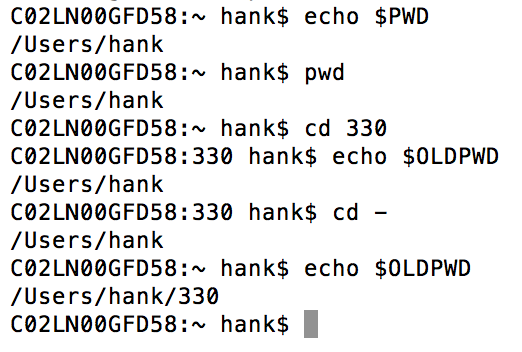 C02LN00GFD58:~ hank$ echo $PWD
/Users/hank
C02LN00GFD58:~ hank$ pwd
/Users/hank
C02LN00GFD58:~ hank$ cd 330
C02LN00GFD58:330 hank$ echo $OLDPWD
/Users/hank
C02LN00GFD58:330 hank$ cd -
/Users/hank
C02LN00GFD58:~ hank$ echo $OLDPWD
/Users/hank/330
C02LN00GFD58:~ hank$